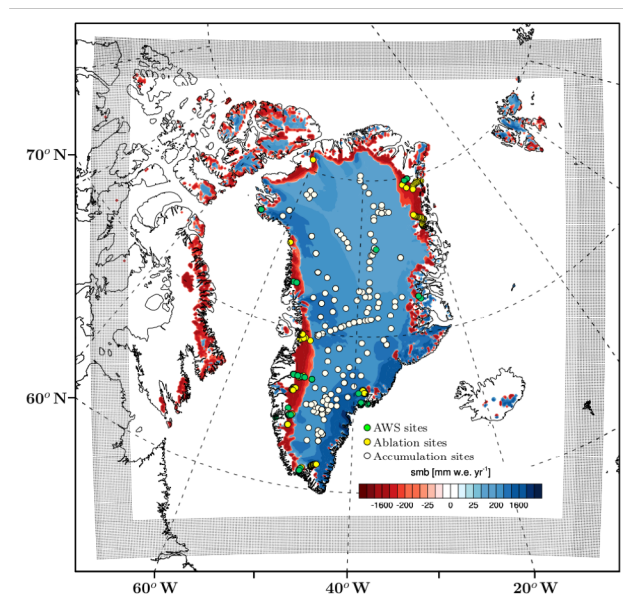 70° N
60° N
AWS sites
Ablation sites
Accumulation sites
smb [mm w.e. yr⁻¹]
-1600 -200 -25 0 25 200 1600
60° W 40° W 20° W